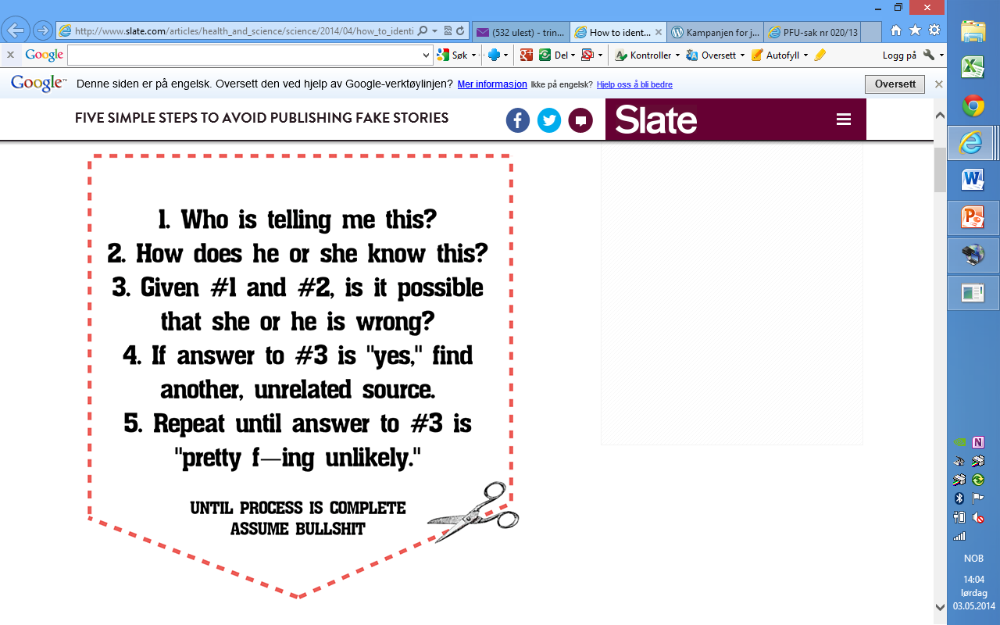 http://www.slate.com/articles/health_and_science/science/2014/04/how_to_identi
(532 ulest) - trin...
How to ident...
Kampanjen for j...
PFU-sak nr 020/13
Google
Søk
Del
Kontroller
Oversett
Autofyll
Logg på
Google™ Denne siden er på engelsk. Oversett den ved hjelp av Google-verktøylinjen? Mer informasjon Ikke på engelsk? Hjelp oss å bli bedre
Oversett
FIVE SIMPLE STEPS TO AVOID PUBLISHING FAKE STORIES
Slate
1. Who is telling me this?
2. How does he or she know this?
3. Given #1 and #2, is it possible
that she or he is wrong?
4. If answer to #3 is "yes," find
another, unrelated source.
5. Repeat until answer to #3 is
"pretty f—ing unlikely."
UNTIL PROCESS IS COMPLETE
ASSUME BULLSHIT
NOB
14:04
lørdag
03.05.2014